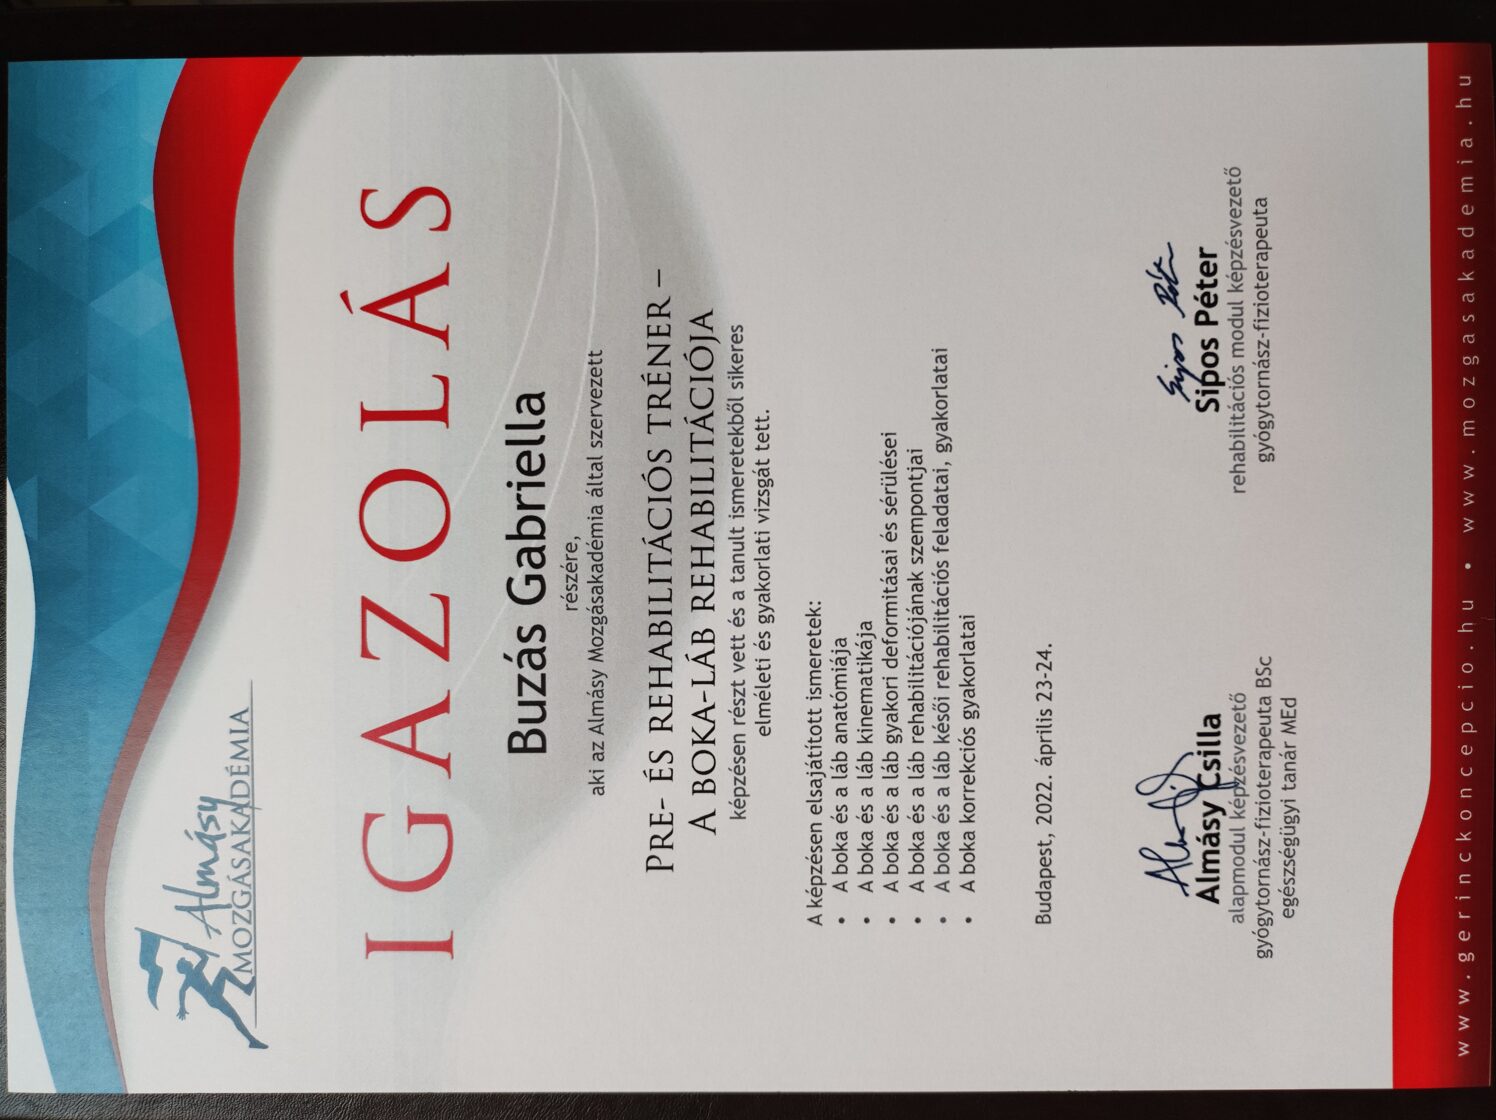 Almásy
MOZGÁSAKADÉMIA
IGAZOLÁS
Buzás Gabriella
részére,
aki az Almásy Mozgásakadémia által szervezett
PRE- ÉS REHABILITÁCIÓS TRÉNER –
A BOKA-LÁB REHABILITÁCIÓJA
képzésen részt vett és a tanult ismeretekből sikeres
elméleti és gyakorlati vizsgát tett.
A képzésen elsajátított ismeretek:
• A boka és a láb anatómiája
• A boka és a láb kinematikája
• A boka és a láb gyakori deformitásai és sérülései
• A boka és a láb rehabilitációjának szempontjai
• A boka és a láb késői rehabilitációs feladatai, gyakorlatai
• A boka korrekciós gyakorlatai
Budapest, 2022. április 23-24.
Almásy Csilla
alapmodul képzésvezető
gyógytornász-fizioterapeuta BSc
egészségügyi tanár MEd
Sipos Péter
Sipos Péter
rehabilitációs modul képzésvezető
gyógytornász-fizioterapeuta
www.gerinckoncepcio.hu • www.mozgasakademia.hu